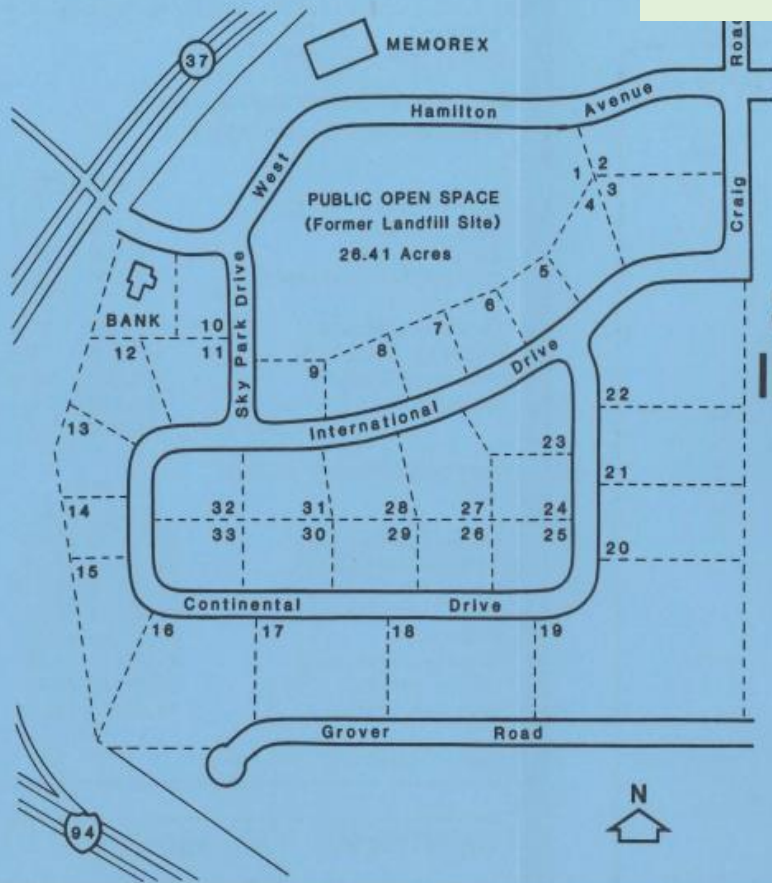 37
MEMOREX
Road
Hamilton Avenue
West
1 2
3
4
PUBLIC OPEN SPACE
(Former Landfill Site)
26.41 Acres
Craig
Sky Park Drive
5
6
7
8
9
BANK
10
11
12
International Drive
13
14
15
22
23
21
32 31 28 27 24
33 30 29 26 25
20
Continental Drive
16 17 18 19
Grover Road
N
94